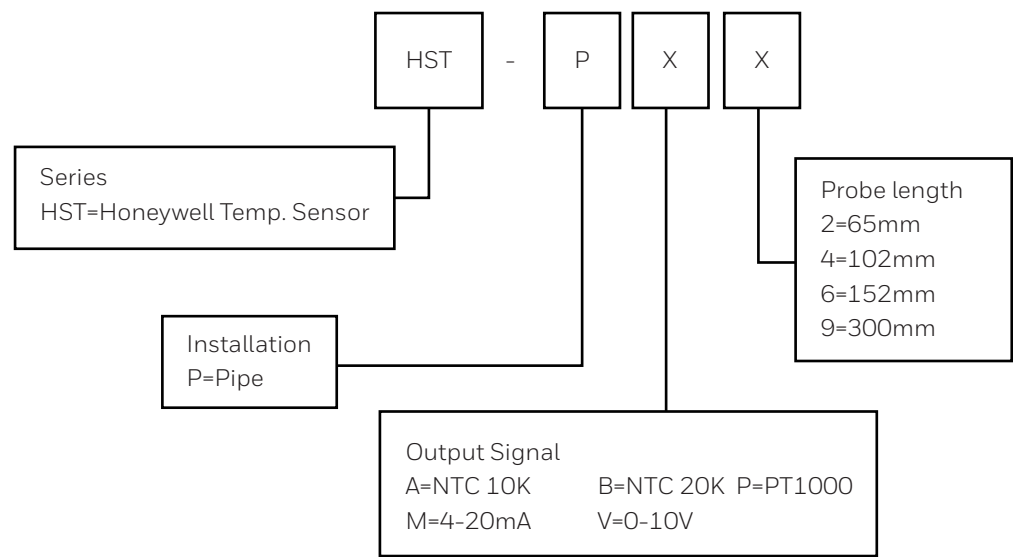 HST - P X X
Series
HST=Honeywell Temp. Sensor
Probe length
2=65mm
4=102mm
6=152mm
9=300mm
Installation
P=Pipe
Output Signal
A=NTC 10K B=NTC 20K P=PT1000
M=4-20mA V=0-10V